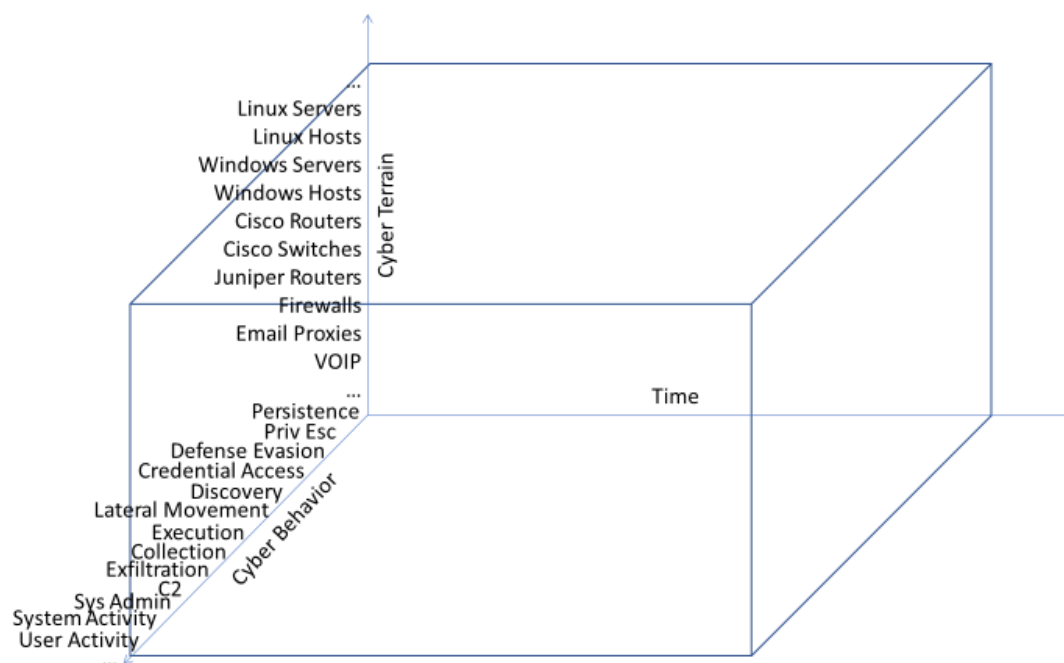 ...
Linux Servers
Linux Hosts
Windows Servers
Windows Hosts
Cisco Routers
Cisco Switches
Juniper Routers
Firewalls
Email Proxies
VOIP
...
Cyber Terrain
Time
Persistence
Priv Esc
Defense Evasion
Credential Access
Discovery
Lateral Movement
Execution
Collection
Exfiltration
C2
Sys Admin
System Activity
User Activity
...
Cyber Behavior